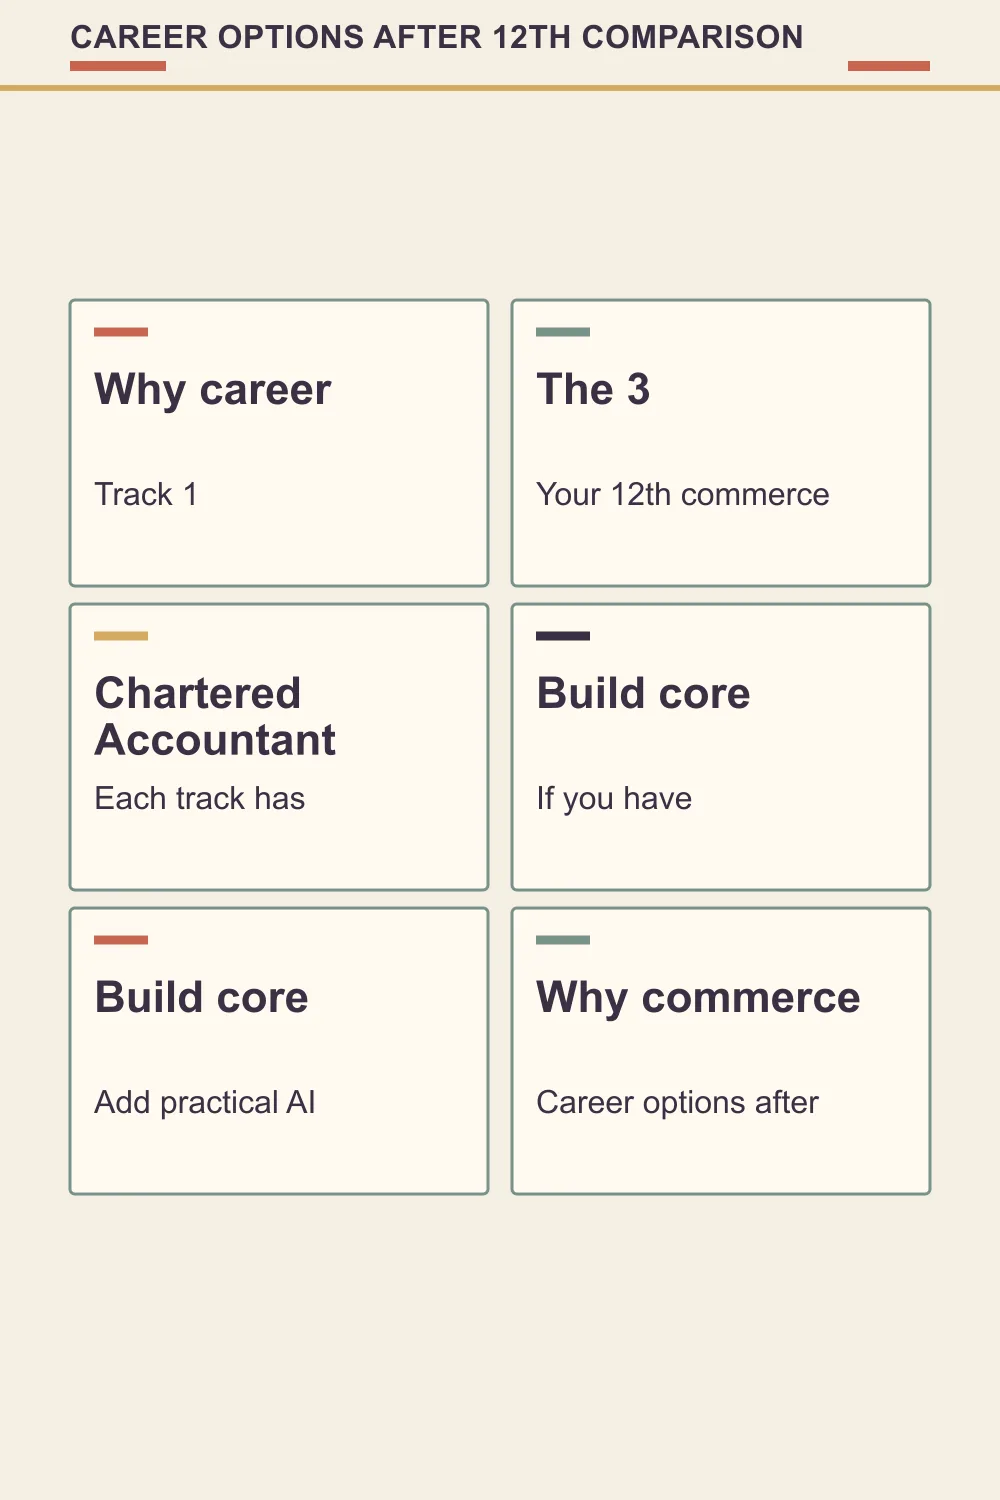 CAREER OPTIONS AFTER 12TH COMPARISON
Why career
Track 1
The 3
Your 12th commerce
Chartered
Accountant
Each track has
Build core
If you have
Build core
Add practical AI
Why commerce
Career options after